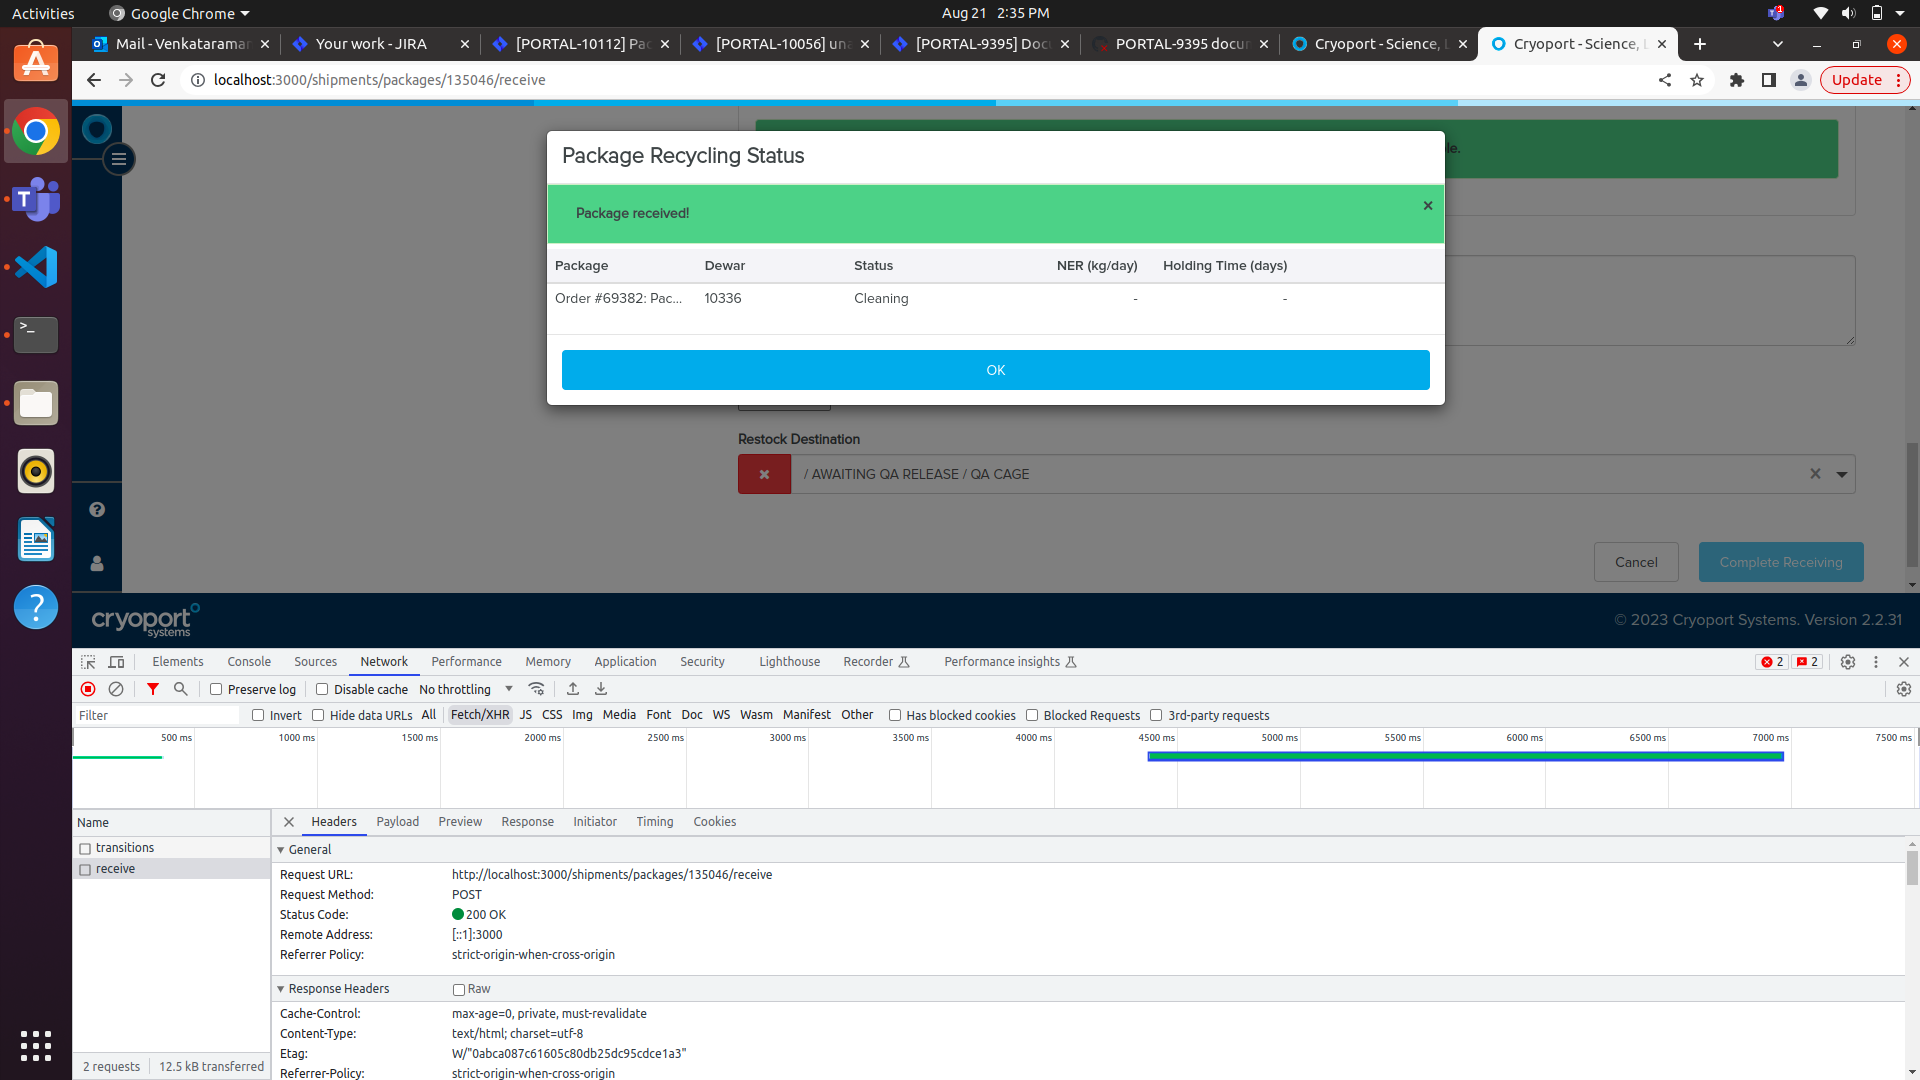 Activities
Google Chrome
Aug 21 2:35 PM
1
Mail - Venkataraman
Your work - JIRA
[PORTAL-10112] Pac
[PORTAL-10056] una
[PORTAL-9395] Docu
PORTAL-9395 docum
Cryoport - Science, L
Cryoport - Science, L
localhost:3000/shipments/packages/135046/receive
Update
Package Recycling Status
le.
Package received!
Package Dewar Status NER (kg/day) Holding Time (days)
Order #69382: Pac... 10336 Cleaning - -
OK
Restock Destination
/ AWAITING QA RELEASE / QA CAGE
Cancel Complete Receiving
cryoport
systems
© 2023 Cryoport Systems. Version 2.2.31
Elements Console Sources Network Performance Memory Application Security Lighthouse Recorder Performance insights 2 2
Preserve log Disable cache No throttling
Filter Invert Hide data URLs All Fetch/XHR JS CSS Img Media Font Doc WS Wasm Manifest Other Has blocked cookies Blocked Requests 3rd-party requests
500 ms 1000 ms 1500 ms 2000 ms 2500 ms 3000 ms 3500 ms 4000 ms 4500 ms 5000 ms 5500 ms 6000 ms 6500 ms 7000 ms 7500 ms
Name
transitions
receive
Headers Payload Preview Response Initiator Timing Cookies
General
Request URL: http://localhost:3000/shipments/packages/135046/receive
Request Method: POST
Status Code: 200 OK
Remote Address: [::1]:3000
Referrer Policy: strict-origin-when-cross-origin
Response Headers Raw
Cache-Control: max-age=0, private, must-revalidate
Content-Type: text/html; charset=utf-8
Etag: W/"0abca087c61605c80db25dc95cdce1a3"
Referrer-Policy: strict-origin-when-cross-origin
2 requests 12.5 kB transferred